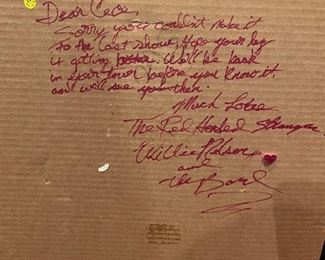 Dear Cece,
Sorry you couldn't make it
to the last show. Hope your leg
is getting better. We'll be back
in your town before you know it
and we'll see you then.
Much Love
The Red Headed Stranger
Willie Nelson
and
the Band